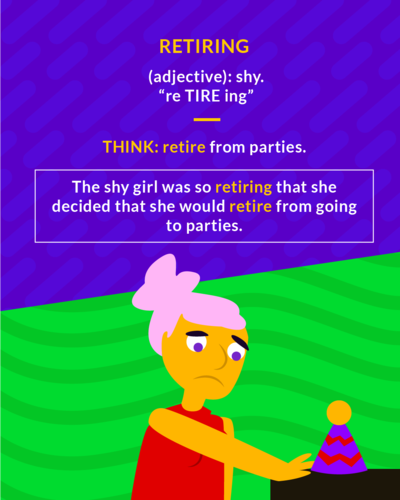 RETIRING
(adjective): shy.
“re TIRE ing”
THINK: retire from parties.
The shy girl was so retiring that she
decided that she would retire from going
to parties.